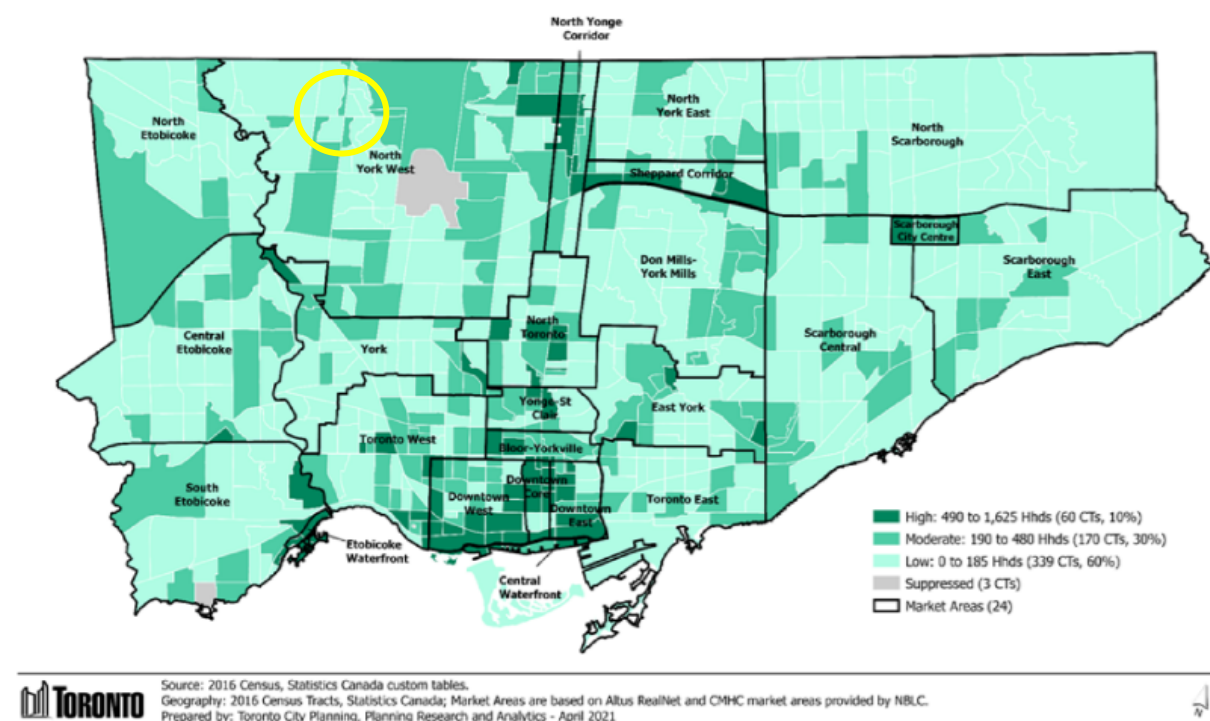 North Yonge
Corridor
North
Etobicoke
North
York West
North
York East
North
Scarborough
Sheppard Corridor
Scarborough
City Centre
Scarborough
East
Don Mills-
York Mills
Central
Etobicoke
York
North
Toronto
Scarborough
Central
Yonge-St
Clair
East York
Toronto West
Bloor-Yorkville
South
Etobicoke
Downtown
West
Downtown
Core
Downtown
East
Toronto East
Etobicoke
Waterfront
Central
Waterfront
High: 490 to 1,625 Hhds (60 CTs, 10%)
Moderate: 190 to 480 Hhds (170 CTs, 30%)
Low: 0 to 185 Hhds (339 CTs, 60%)
Suppressed (3 CTs)
Market Areas (24)
TORONTO
Source: 2016 Census, Statistics Canada custom tables.
Geography: 2016 Census Tracts, Statistics Canada; Market Areas are based on Altus RealNet and CMHC market areas provided by NBLC.
Prepared by: Toronto City Planning, Planning Research and Analytics - April 2021
N